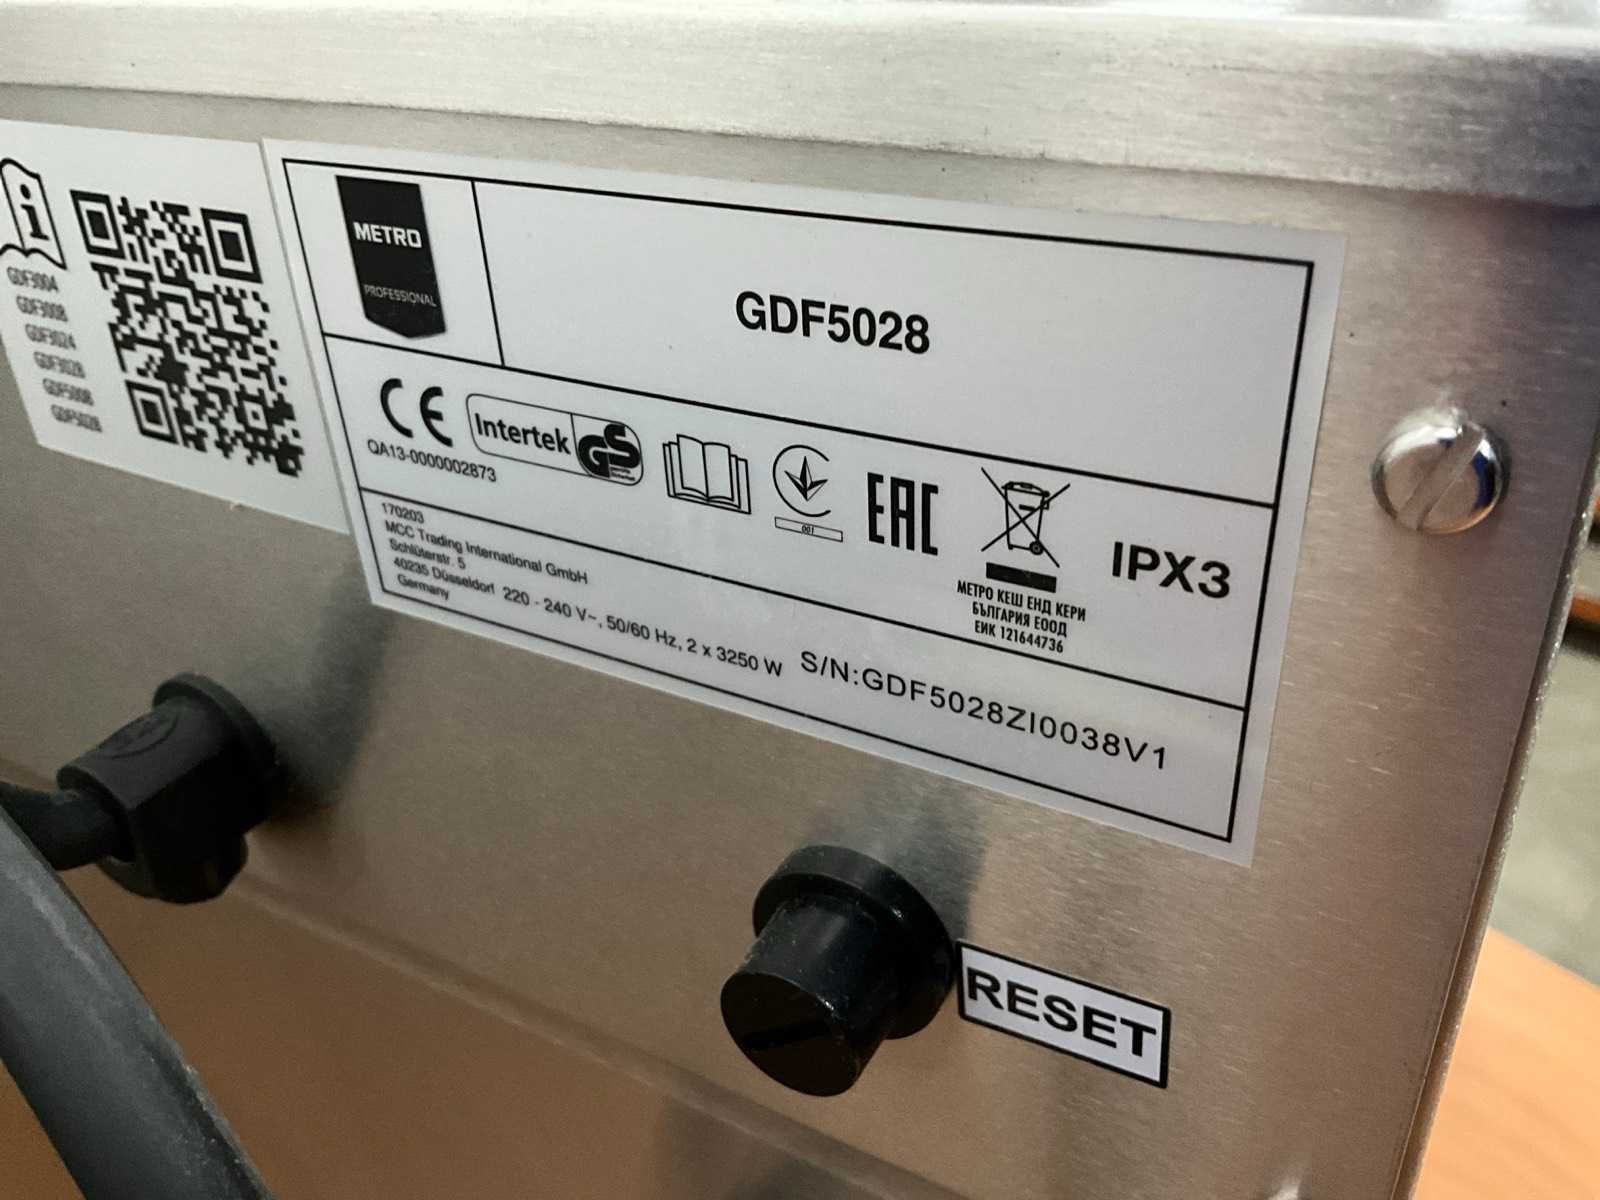 i
GDF3004
GDF3008
GDF3024
GDF3028
GDF5008
GDF5028
METRO
PROFESSIONAL
GDF5028
CE
QA13-0000002873
Intertek
GS
001
EAC
IPX3
МЕТРО КЕШ ЕНД КЕРИ
БЪЛГАРИЯ ЕООД
ЕИК 121644736
170203
MCC Trading International GmbH
Schlüterstr. 5
40235 Düsseldorf
Germany
220 - 240 V~, 50/60 Hz, 2 x 3250 W
S/N:GDF5028ZI0038V1
RESET